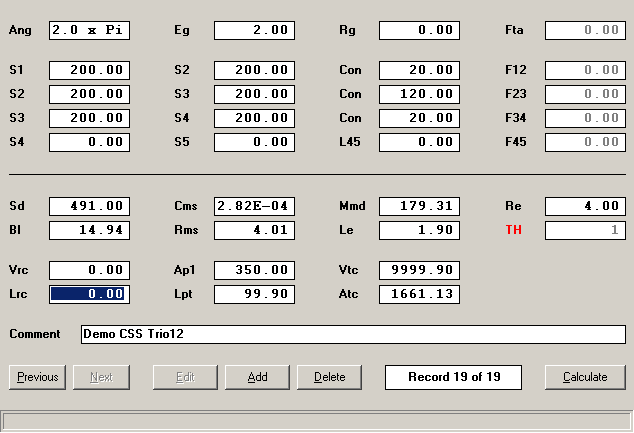 Ang 2.0 x Pi Eg 2.00 Rg 0.00 Fta 0.00
S1 200.00 S2 200.00 Con 20.00 F12 0.00
S2 200.00 S3 200.00 Con 120.00 F23 0.00
S3 200.00 S4 200.00 Con 20.00 F34 0.00
S4 0.00 S5 0.00 L45 0.00 F45 0.00
Sd 491.00 Cms 2.82E-04 Mmd 179.31 Re 4.00
Bl 14.94 Rms 4.01 Le 1.90 TH 1
Vrc 0.00 Ap1 350.00 Vtc 9999.90
Lrc 0.00 Lpt 99.90 Atc 1661.13
Comment Demo CSS Trio12
Previous Next Edit Add Delete Record 19 of 19 Calculate